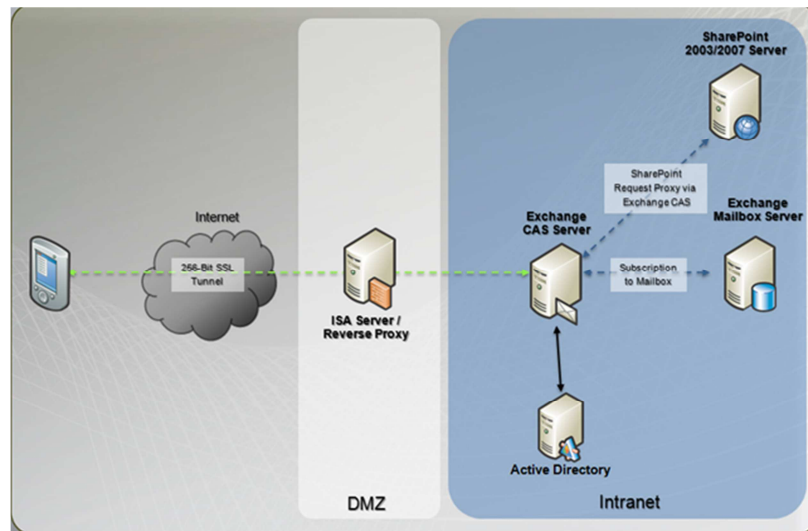 SharePoint
2003/2007 Server
SharePoint
Request Proxy via
Exchange CAS
Internet
Exchange
CAS Server
Exchange
Mailbox Server
256-Bit SSL
Tunnel
Subscription
to Mailbox
ISA Server /
Reverse Proxy
Active Directory
DMZ
Intranet